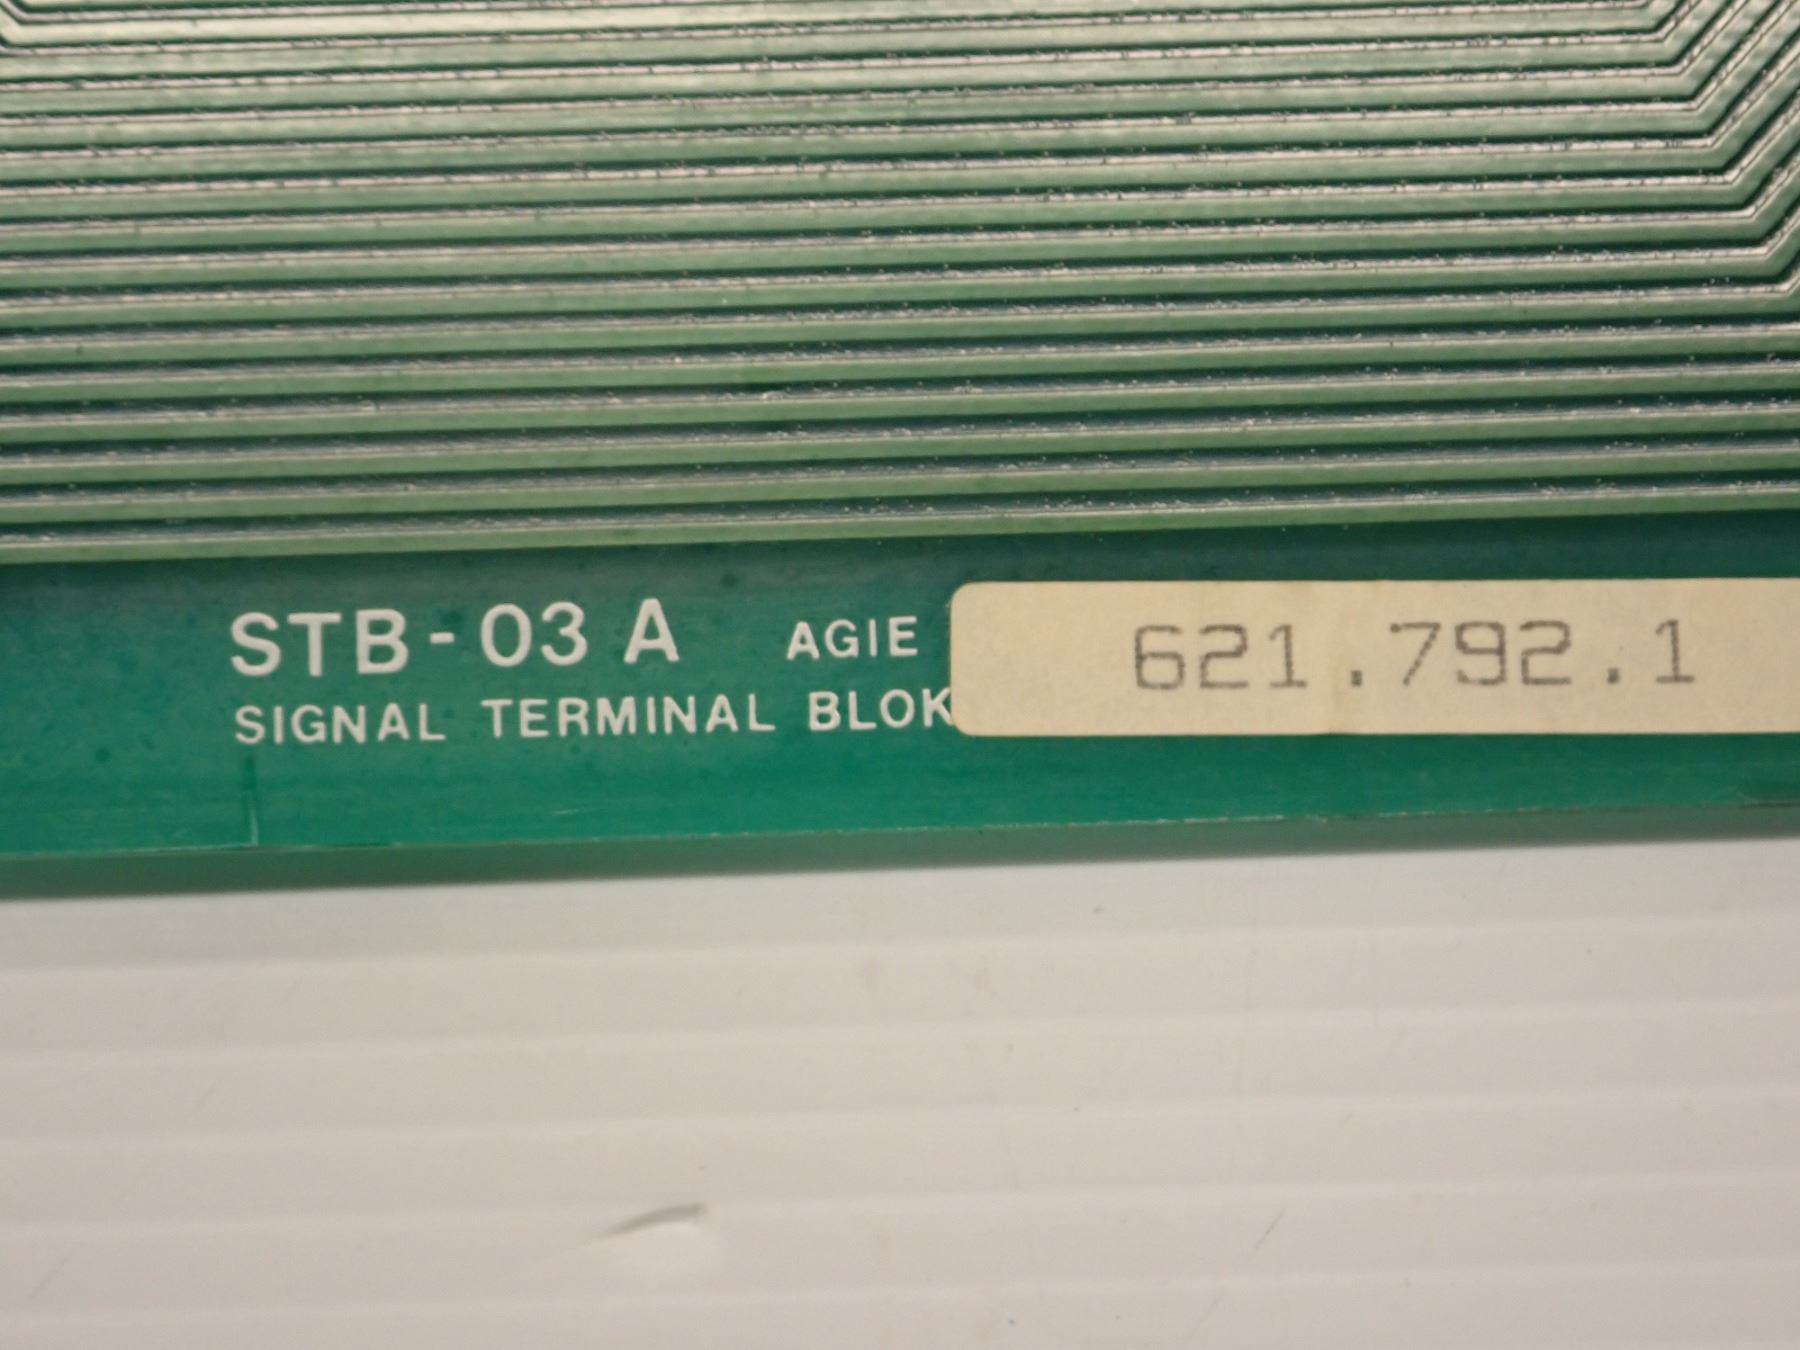 STB-03 A AGIE 621.792.1
SIGNAL TERMINAL BLOK